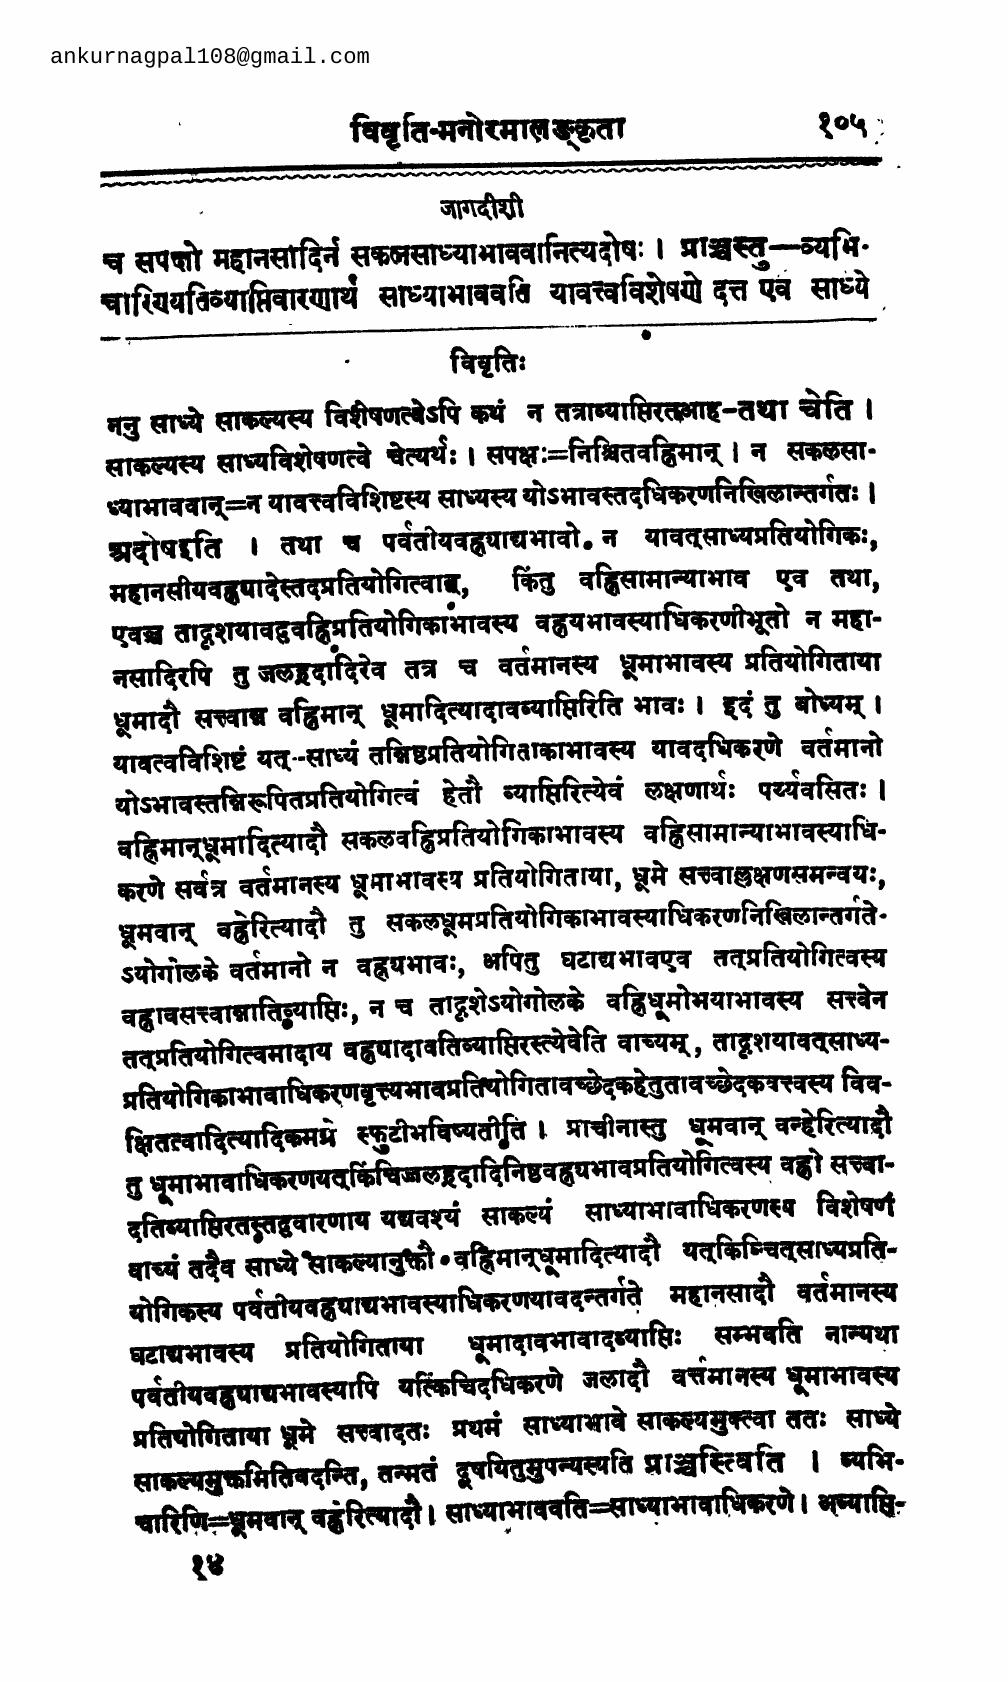 ankurnagpal108@gmail.com
विवृति-मनोरमालङ्कृता १०५
जागदीशी
च सपक्षो महानसादिर्न सकलसाध्याभाववानित्यदोषः । प्राञ्चस्तु—व्यभि-
चारिण्यतिव्याप्तिवारणार्थं साध्याभाववति यावत्त्वविशेषणे दत्त एव साध्ये
विवृतिः
ननु साध्ये साकल्यस्य विशेषणत्वेऽपि कथं न तत्राव्याप्तिरतआह-तथा चेति ।
साकल्यस्य साध्यविशेषणत्वे चेत्यर्थः । सपक्षः=निश्चितवह्निमान् । न सकलसा-
ध्याभाववान्=न यावत्त्वविशिष्टस्य साध्यस्य योऽभावस्तदधिकरणनिखिलान्तर्गतः ।
अदोषइति । तथा च पर्वतीयवह्नयाद्यभावो न यावत्साध्यप्रतियोगिकः,
महानसीयवह्नयादेस्तदप्रतियोगित्वात्, किंतु वह्निसामान्याभाव एव तथा,
एवञ्च तादृशयावद्वह्निप्रतियोगिकाभावस्य वह्नयभावस्याधिकरणीभूतो न महा-
नसादिरपि तु जलह्रदादिरेव तत्र च वर्तमानस्य धूमाभावस्य प्रतियोगिताया
धूमादौ सत्त्वान्न वह्निमान् धूमादित्यादावव्याप्तिरिति भावः । इदं तु बोध्यम् ।
यावत्वविशिष्टं यत्--साध्यं तन्निष्ठप्रतियोगिताकाभावस्य यावदधिकरणे वर्तमानो
योऽभावस्तन्निरूपितप्रतियोगित्वं हेतौ व्याप्तिरित्येवं लक्षणार्थः पर्य्यवसितः ।
वह्निमान्धूमादित्यादौ सकलवह्निप्रतियोगिकाभावस्य वह्निसामान्याभावस्याधि-
करणे सर्वत्र वर्तमानस्य धूमाभावस्य प्रतियोगिताया, धूमे सत्त्वाल्लक्षणसमन्वयः,
धूमवान् वह्नेरित्यादौ तु सकलधूमप्रतियोगिकाभावस्याधिकरणनिखिलान्तर्गते-
ऽयोगोलके वर्तमानो न वह्नयभावः, अपितु घटाद्यभावएव तत्प्रतियोगित्वस्य
वह्नावसत्त्वान्नातिव्याप्तिः, न च तादृशेऽयोगोलके वह्निधूमोभयाभावस्य सत्त्वेन
तत्प्रतियोगित्वमादाय वह्नयादावतिव्याप्तिरस्त्येवेति वाच्यम्, तादृशयावत्साध्य-
प्रतियोगिकाभावाधिकरणवृत्त्यभावप्रतियोगितावच्छेदकहेतुतावच्छेदकवत्त्वस्य विव-
क्षितत्वादित्यादिकमग्रे स्फुटीभविष्यतीति । प्राचीनास्तु धूमवान् वन्हेरित्यादौ
तु धूमाभावाधिकरणयत्किंचिज्जलह्रदादिनिष्ठवह्नयभावप्रतियोगित्वस्य वह्नौ सत्त्वा-
दतिव्याप्तिरतस्तद्वारणाय यद्यवश्यं साकल्यं साध्याभावाधिकरणस्य विशेषणं
वाच्यं तदैव साध्ये साकल्यानुक्तौ वह्निमान्धूमादित्यादौ यत्किञ्चित्साध्यप्रति-
योगिकस्य पर्वतीयवह्नयाद्यभावस्याधिकरणयावदन्तर्गते महानसादौ वर्तमानस्य
घटाद्यभावस्य प्रतियोगिताया धूमादावभावादव्याप्तिः सम्भवति नान्यथा
पर्वतीयवह्नयाद्यभावस्यापि यत्किंचिदधिकरणे जलादौ वर्त्तमानस्य धूमाभावस्य
प्रतियोगिताया धूमे सत्त्वादतः प्रथमं साध्याभावे साकल्यमुक्त्वा ततः साध्ये
साकल्यमुक्तमितिवदन्ति, तन्मतं दूषयितुमुपन्यस्यति प्राञ्चस्त्विति । व्यभि-
चारिणि=धूमवान् वह्नेरित्यादौ । साध्याभाववति=साध्याभावाधिकरणे । अव्याप्ति-
१४